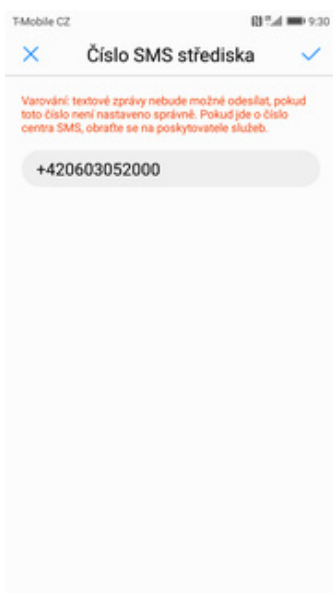 T-Mobile CZ 9:30
Číslo SMS střediska
Varování: textové zprávy nebude možné odesílat, pokud
toto číslo není nastaveno správně. Pokud jde o číslo
centra SMS, obraťte se na poskytovatele služeb.
+420603052000